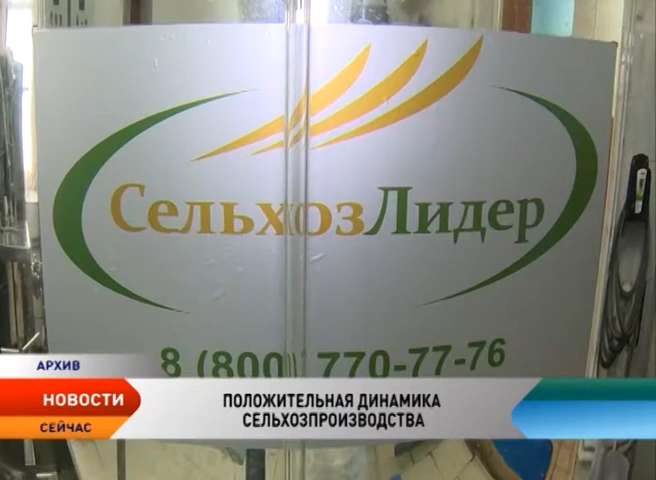 СельхозЛидер
8 (800) 770-77-76
АРХИВ
НОВОСТИ
СЕЙЧАС
ПОЛОЖИТЕЛЬНАЯ ДИНАМИКА
СЕЛЬХОЗПРОИЗВОДСТВА